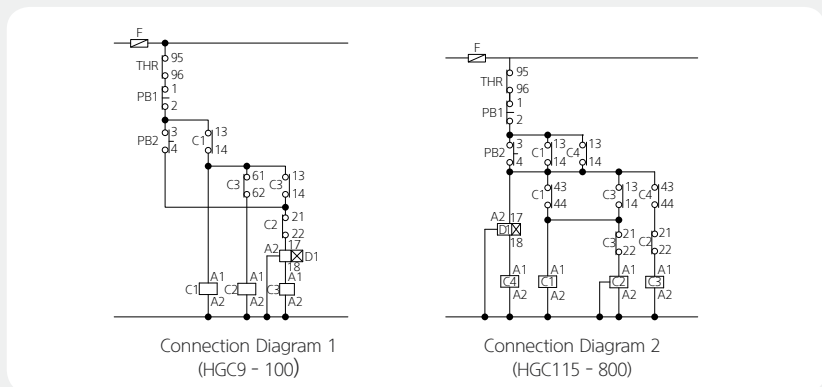 F
THR
95
96
PB1
1
2
PB2
3
4
C1
13
14
C3
61
62
C3
13
14
C2
21
22
A2
17
D1
18
C1
A1
A2
C2
A1
A2
C3
A1
A2
Connection Diagram 1
(HGC9 - 100)
F
THR
95
96
PB1
1
2
PB2
3
4
C1
13
14
C4
13
14
C1
43
44
C3
13
14
C4
43
44
A2
17
D1
18
C3
21
22
C2
21
22
C4
A1
A2
C1
A1
A2
C2
A1
A2
C3
A1
A2
Connection Diagram 2
(HGC115 - 800)